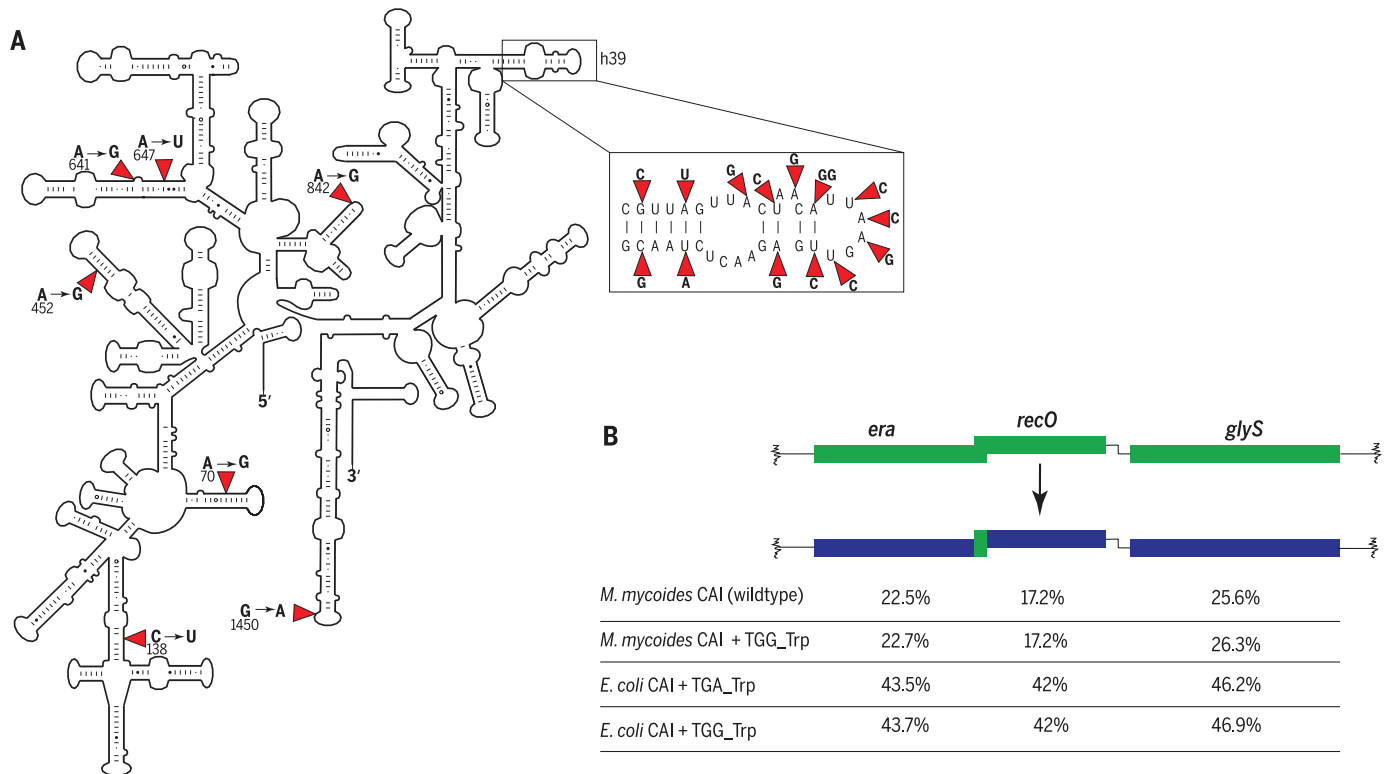 A
h39
A→G
641
A→U
647
A→G
842
A→G
452
5′
3′
A→G
70
G→A
1450
C→U
138
C U G C G GG C
C G U U A G U U A C U A A C A U U A A
C
G C A A U C U C A A C G A G U U G A
G
G A G C C
B
era recO glyS
M. mycoides CAI (wildtype) 22.5% 17.2% 25.6%
M. mycoides CAI + TGG_Trp 22.7% 17.2% 26.3%
E. coli CAI + TGA_Trp 43.5% 42% 46.2%
E. coli CAI + TGG_Trp 43.7% 42% 46.9%